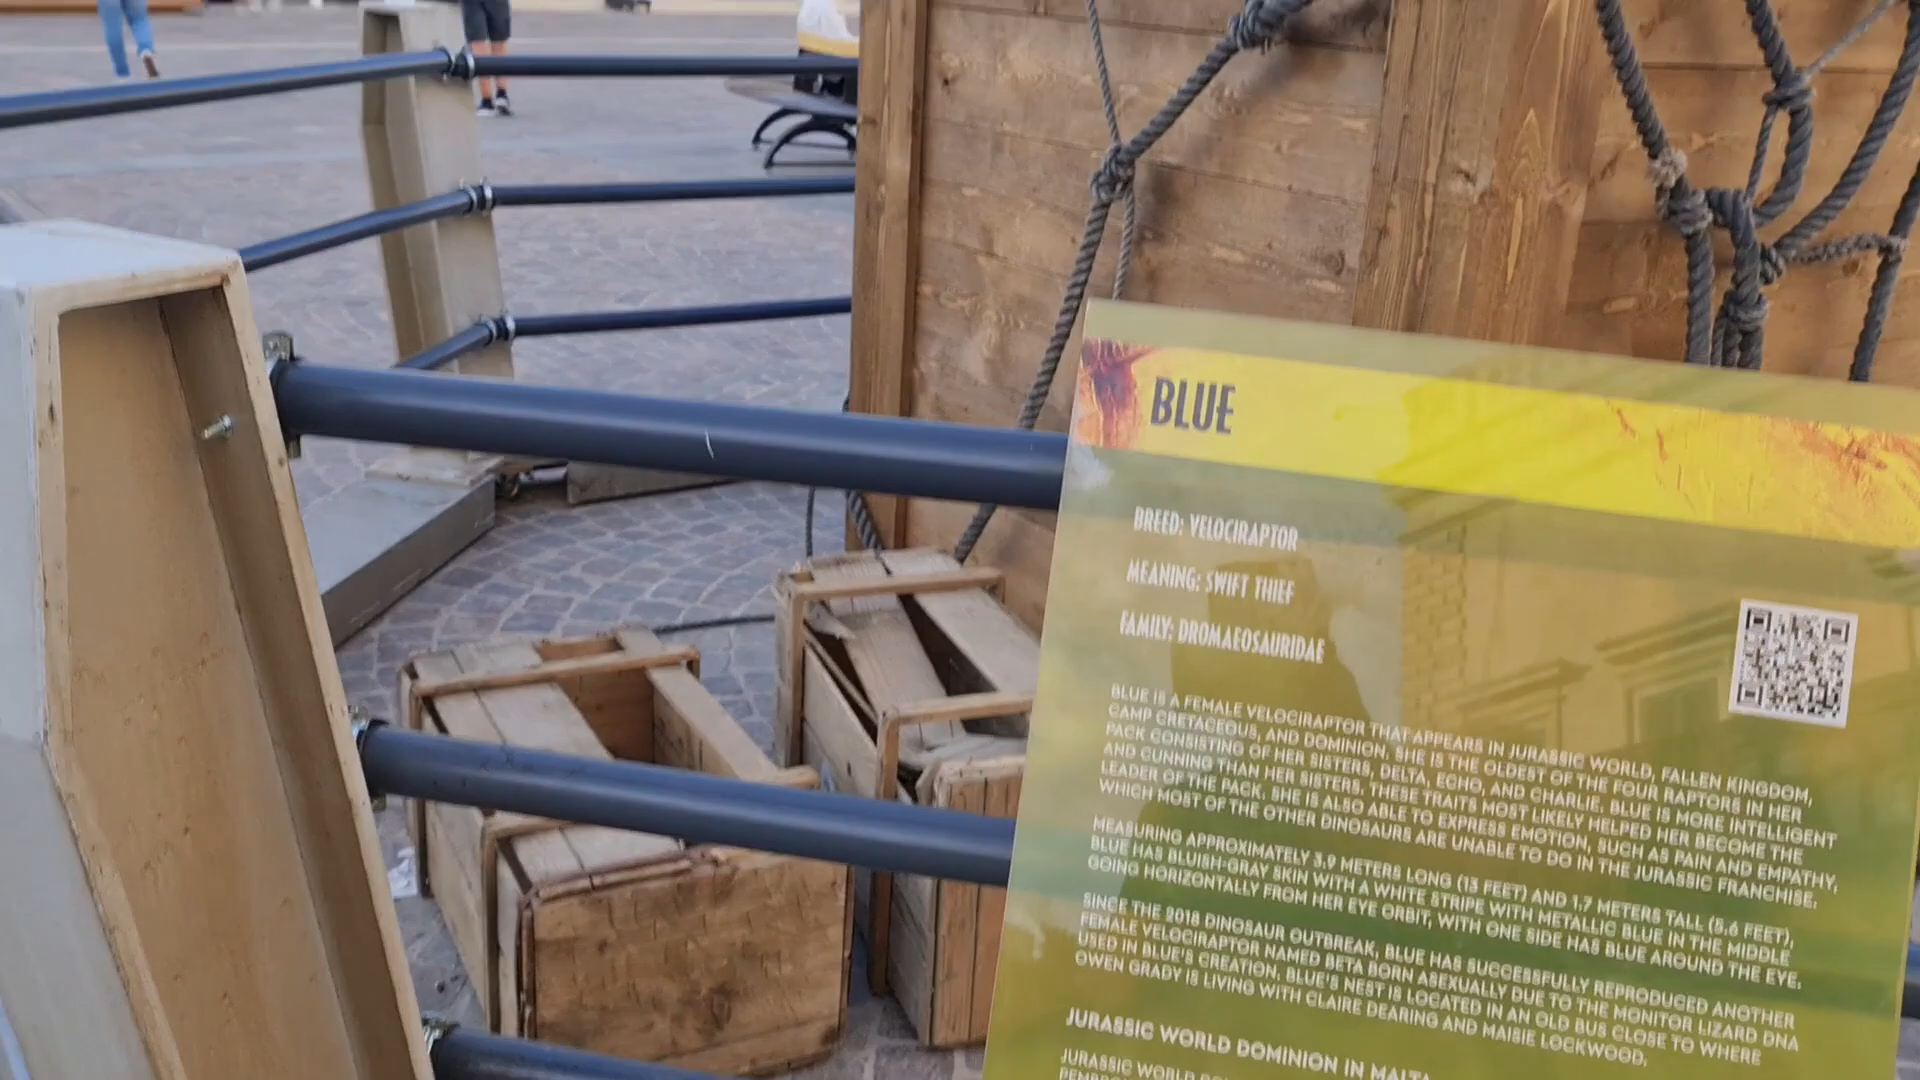 BLUE
BREED: VELOCIRAPTOR
MEANING: SWIFT THIEF
FAMILY: DROMAEOSAURIDAE
BLUE IS A FEMALE VELOCIRAPTOR THAT APPEARS IN JURASSIC WORLD, FALLEN KINGDOM,
CAMP CRETACEOUS, AND DOMINION. SHE IS THE OLDEST OF THE FOUR RAPTORS IN HER
PACK CONSISTING OF HER SISTERS, DELTA, ECHO, AND CHARLIE. BLUE IS MORE INTELLIGENT
AND CUNNING THAN HER SISTERS. THESE TRAITS MOST LIKELY HELPED HER BECOME THE
LEADER OF THE PACK. SHE IS ALSO ABLE TO EXPRESS EMOTION, SUCH AS PAIN AND EMPATHY,
WHICH MOST OF THE OTHER DINOSAURS ARE UNABLE TO DO IN THE JURASSIC FRANCHISE.
MEASURING APPROXIMATELY 3.9 METERS LONG (13 FEET) AND 1.7 METERS TALL (5.6 FEET),
BLUE HAS BLUISH-GRAY SKIN WITH A WHITE STRIPE WITH METALLIC BLUE IN THE MIDDLE
GOING HORIZONTALLY FROM HER EYE ORBIT, WITH ONE SIDE HAS BLUE AROUND THE EYE.
SINCE THE 2018 DINOSAUR OUTBREAK, BLUE HAS SUCCESSFULLY REPRODUCED ANOTHER
FEMALE VELOCIRAPTOR NAMED BETA BORN ASEXUALLY DUE TO THE MONITOR LIZARD DNA
USED IN BLUE'S CREATION. BLUE'S NEST IS LOCATED IN AN OLD BUS CLOSE TO WHERE
OWEN GRADY IS LIVING WITH CLAIRE DEARING AND MAISIE LOCKWOOD.
JURASSIC WORLD DOMINION IN MALTA
JURASSIC WORLD